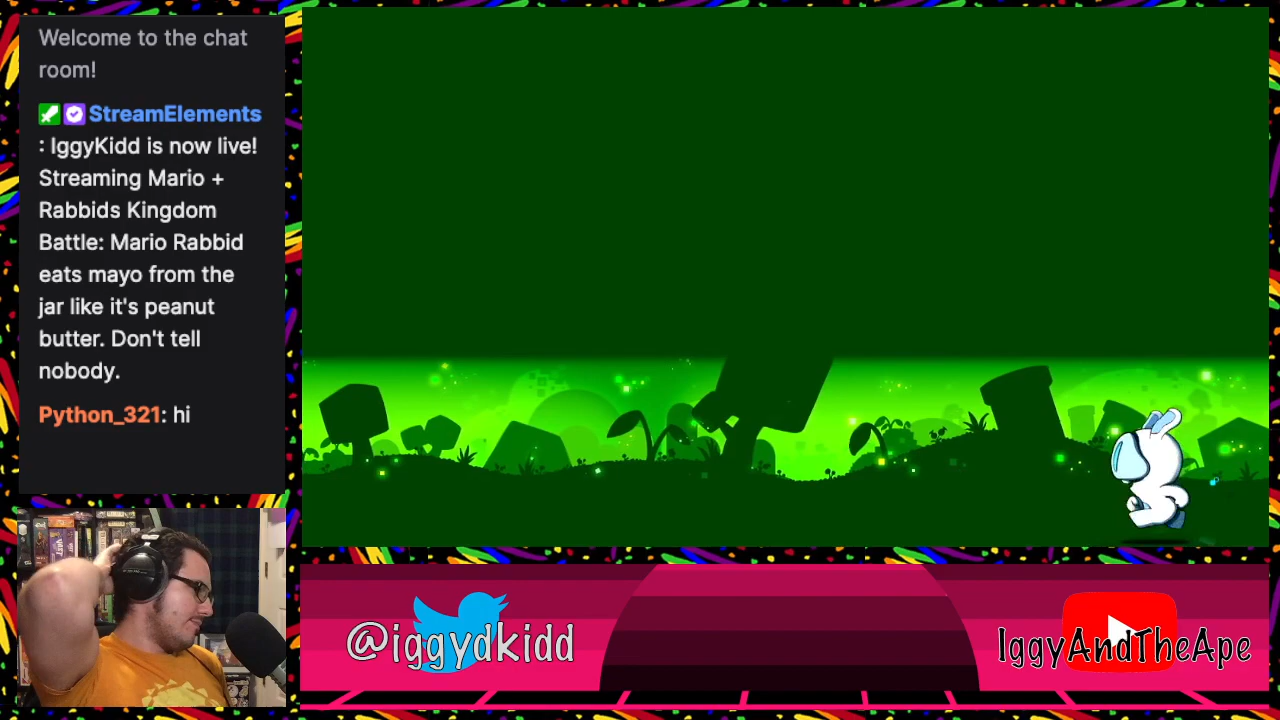 Welcome to the chat
room!
StreamElements
: IggyKidd is now live!
Streaming Mario +
Rabbids Kingdom
Battle: Mario Rabbid
eats mayo from the
jar like it's peanut
butter. Don't tell
nobody.
Python_321: hi
@iggydkidd
IggyAndTheApe